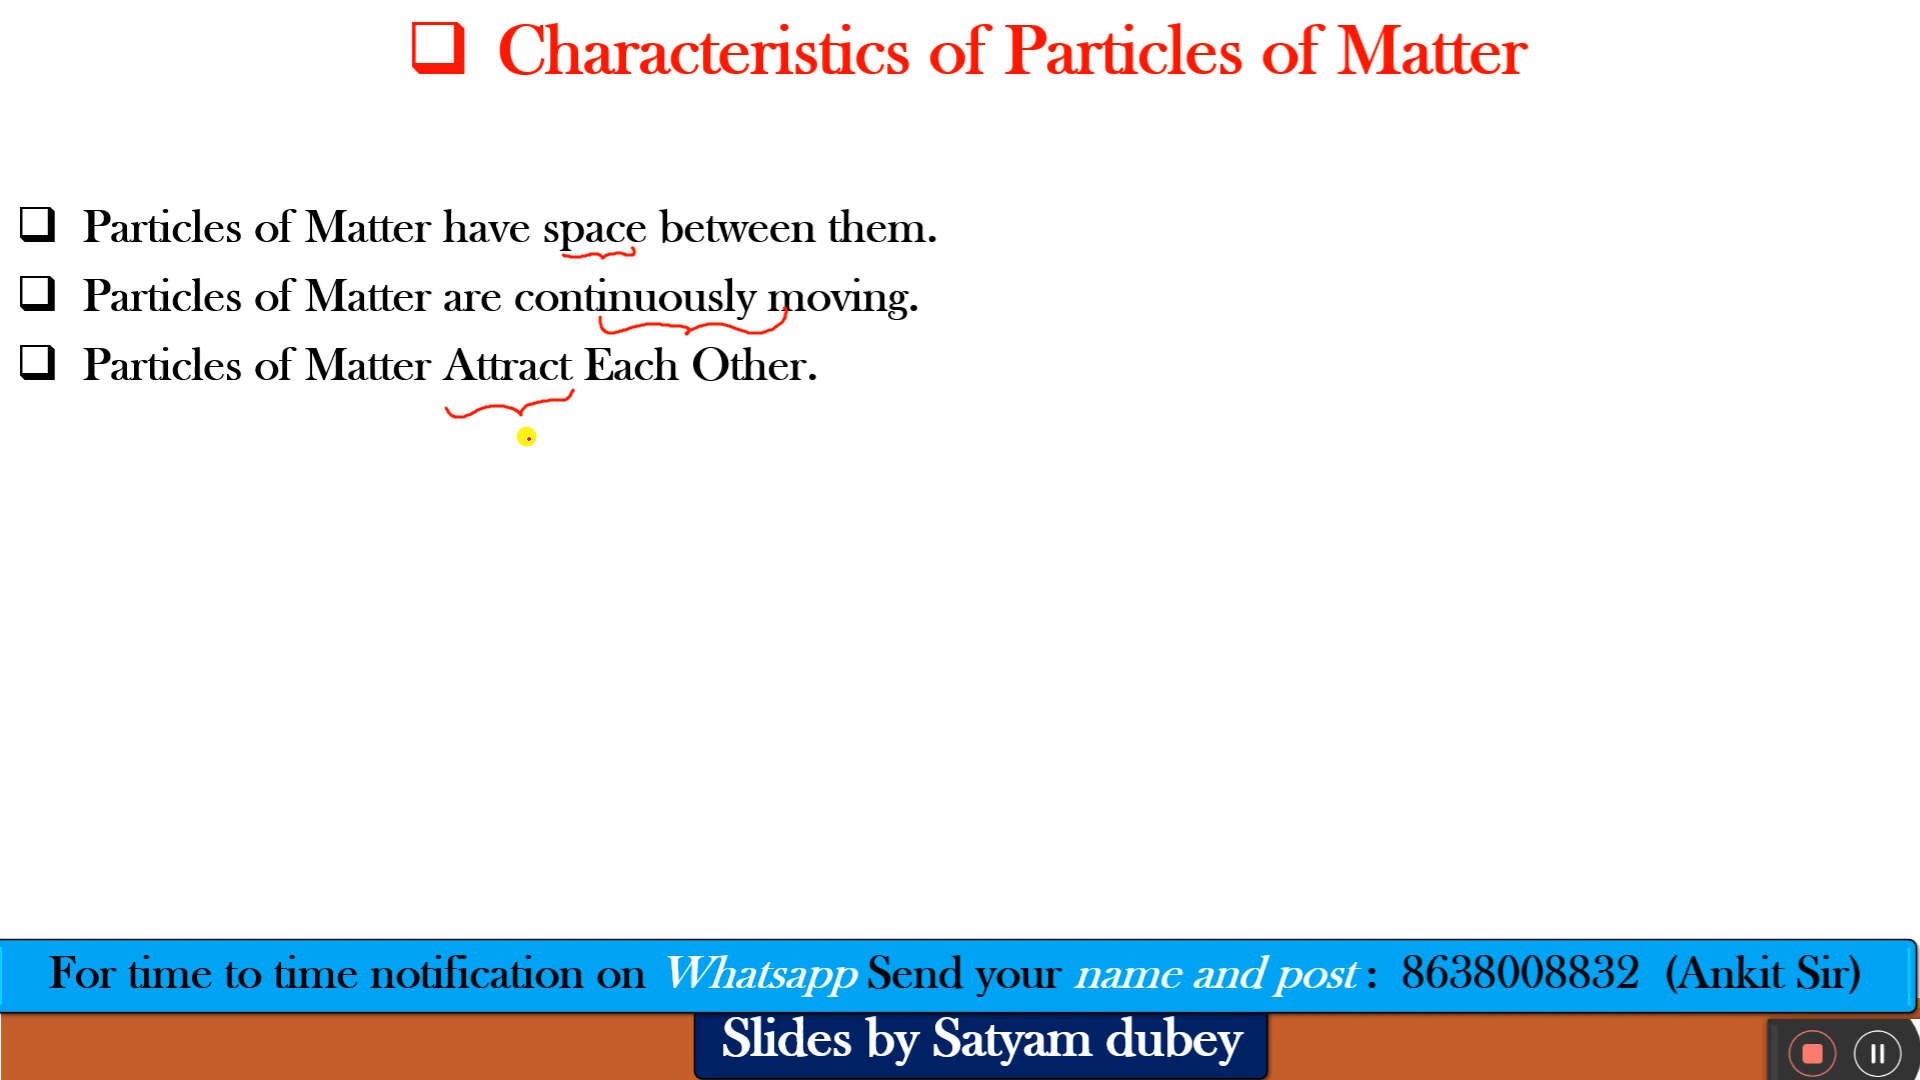 Characteristics of Particles of Matter
Particles of Matter have space between them.
Particles of Matter are continuously moving.
Particles of Matter Attract Each Other.
For time to time notification on Whatsapp Send your name and post : 8638008832 (Ankit Sir)
Slides by Satyam dubey